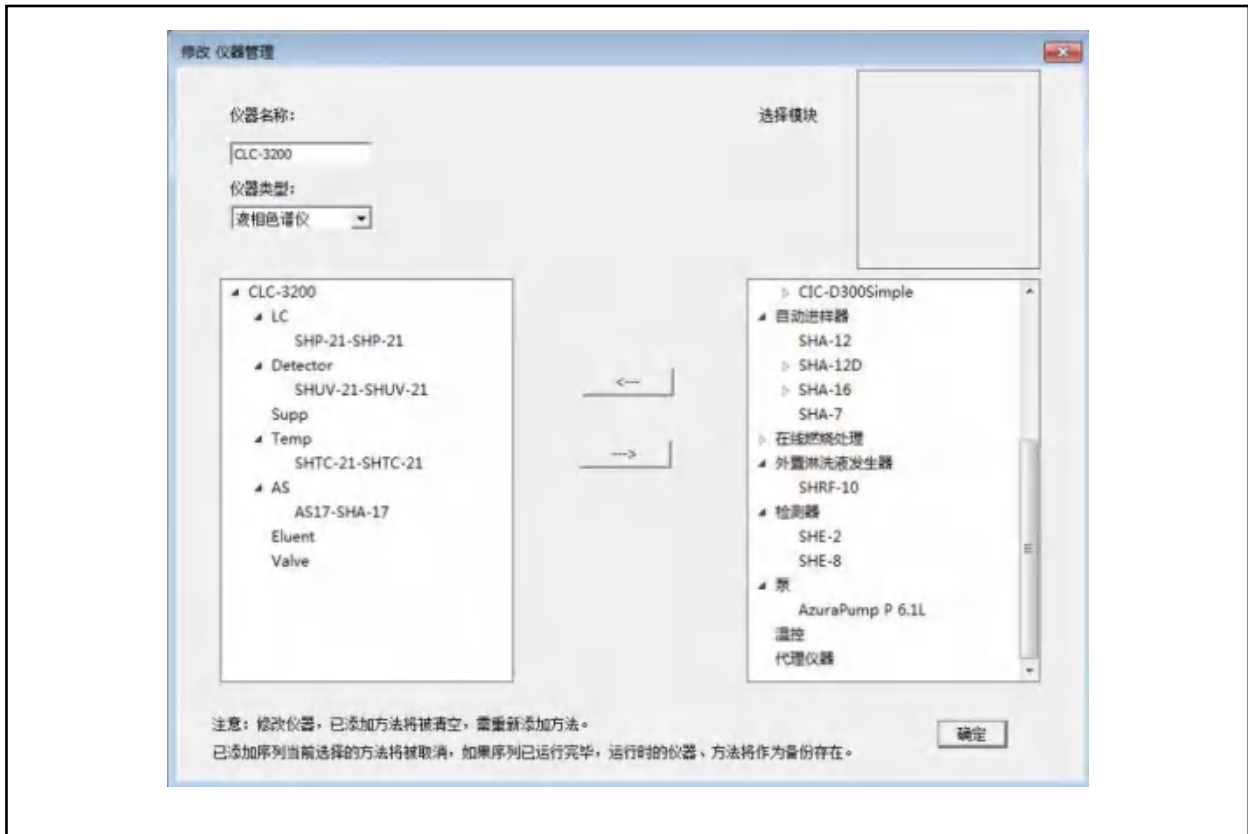 修改 仪器管理
仪器名称：
选择模块
CLC-3200
仪器类型：
液相色谱仪
CLC-3200
LC
SHP-21-SHP-21
Detector
SHUV-21-SHUV-21
Supp
Temp
SHTC-21-SHTC-21
AS
AS17-SHA-17
Eluent
Valve
<---
--->
CIC-D300Simple
自动进样器
SHA-12
SHA-12D
SHA-16
SHA-7
在线燃烧处理
外置淋洗液发生器
SHRF-10
检测器
SHE-2
SHE-8
泵
AzuraPump P 6.1L
温控
代理仪器
注意：修改仪器，已添加方法将被清空，需重新添加方法。
已添加序列当前选择的方法将被取消，如果序列已运行完毕，运行时的仪器、方法将作为备份存在。
确定